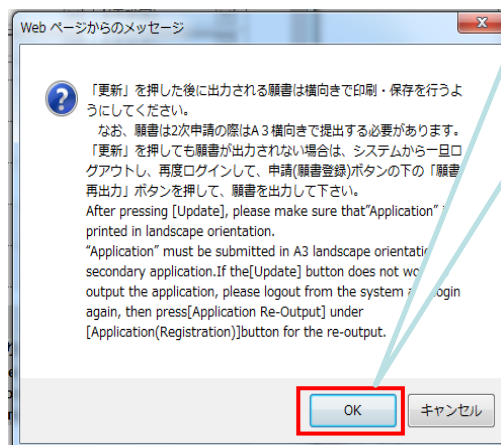 Web ページからのメッセージ
「更新」を押した後に出力される願書は横向きで印刷・保存を行うよ
うにしてください。
なお、願書は2次申請の際はA3横向きで提出する必要があります。
「更新」しても願書が出力されない場合は、システムから一旦ロ
グアウトし、再度ログインして、申請(願書登録)ボタンの下の「願書
再出力」ボタンを押して、願書を出力して下さい。
After pressing [Update], please make sure that"Application"
printed in landscape orientation.
"Application" must be submitted in A3 landscape
secondary application.If the[Update] button does not
output the application, please logout from the system login
again, then press[Application Re-Output] under
[Application(Registration)]button for the re-output.
OK
キャンセル